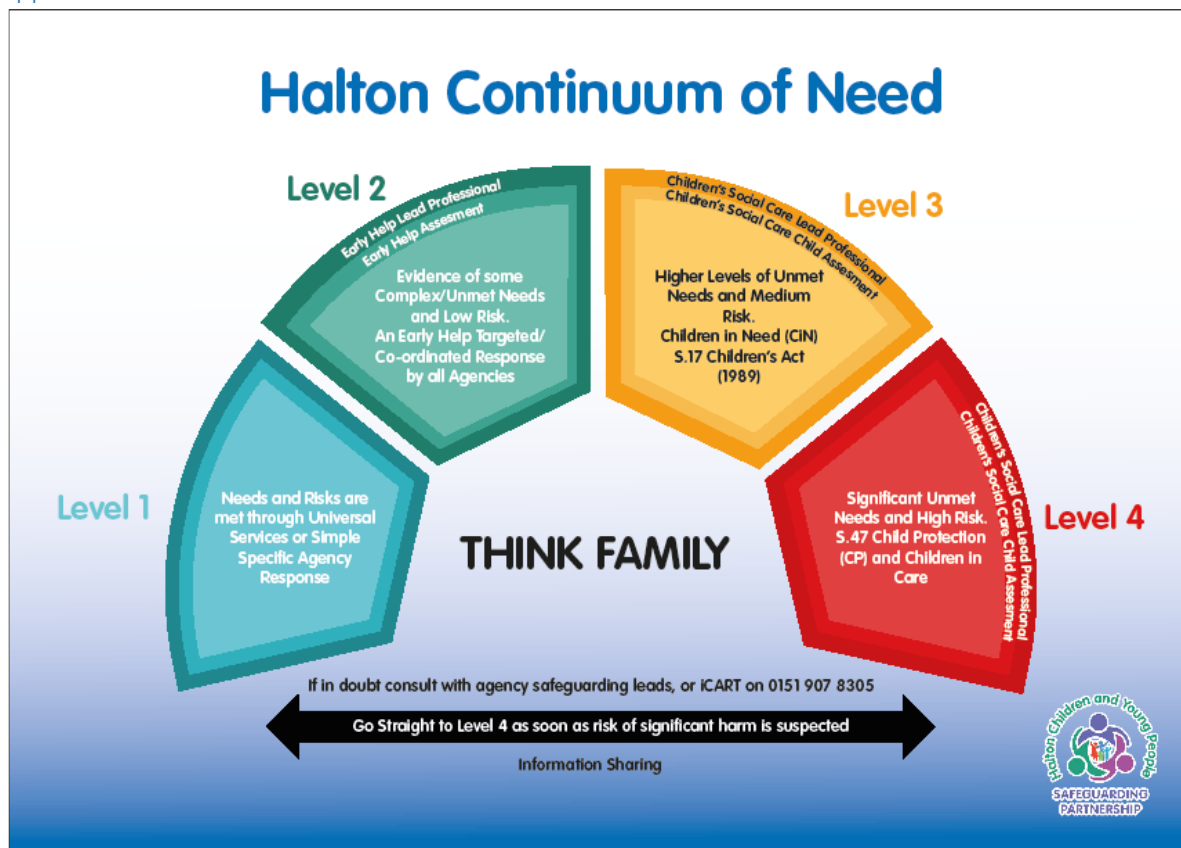 Halton Continuum of Need
Level 1
Needs and Risks are
met through Universal
Services or Simple
Specific Agency
Response
Level 2
Early Help Lead Professional
Early Help Assesment
Evidence of some
Complex/Unmet Needs
and Low Risk.
An Early Help Targeted/
Co-ordinated Response
by all Agencies
Level 3
Children's Social Care Lead Professional
Children's Social Care Child Assesment
Higher Levels of Unmet
Needs and Medium
Risk.
Children in Need (CiN)
S.17 Children's Act
(1989)
Level 4
Children's Social Care Lead Professional
Children's Social Care Child Assesment
Significant Unmet
Needs and High Risk.
S.47 Child Protection
(CP) and Children in
Care
THINK FAMILY
If in doubt consult with agency safeguarding leads, or iCART on 0151 907 8305
Go Straight to Level 4 as soon as risk of significant harm is suspected
Information Sharing
Halton Children and Young People
SAFEGUARDING
PARTNERSHIP